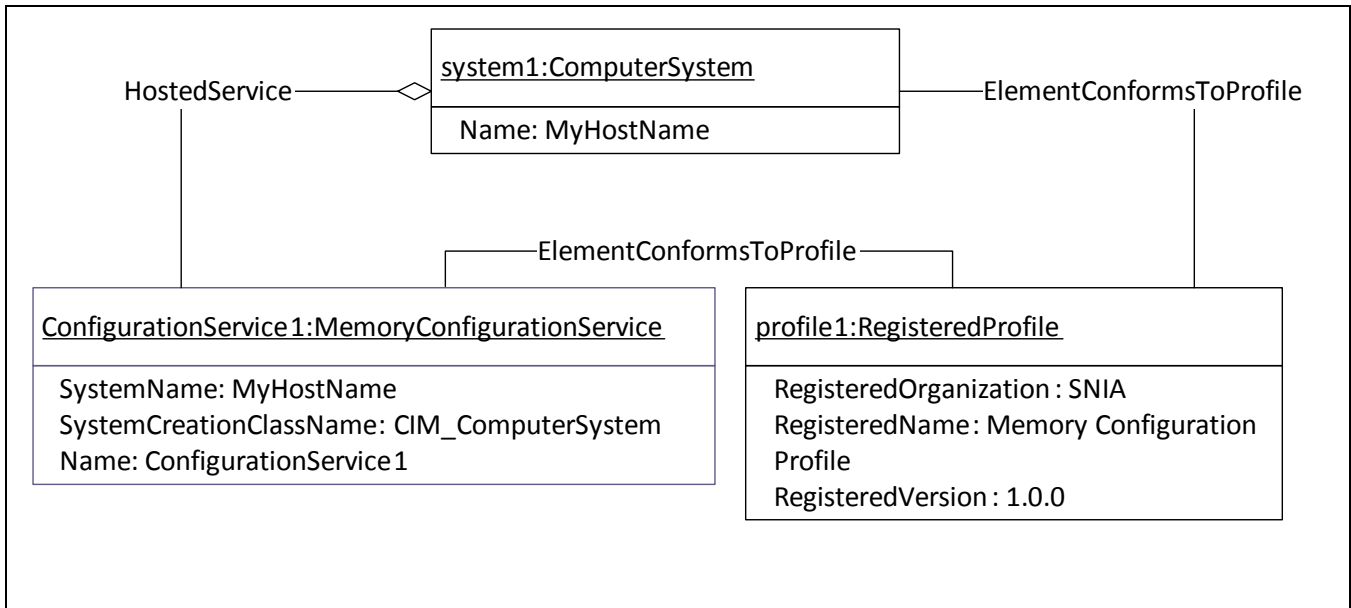 system1:ComputerSystem
HostedService
ElementConformsToProfile
Name: MyHostName
ElementConformsToProfile
ConfigurationService1:MemoryConfigurationService
SystemName: MyHostName
SystemCreationClassName: CIM_ComputerSystem
Name: ConfigurationService1
profile1:RegisteredProfile
RegisteredOrganization : SNIA
RegisteredName : Memory Configuration
Profile
RegisteredVersion : 1.0.0